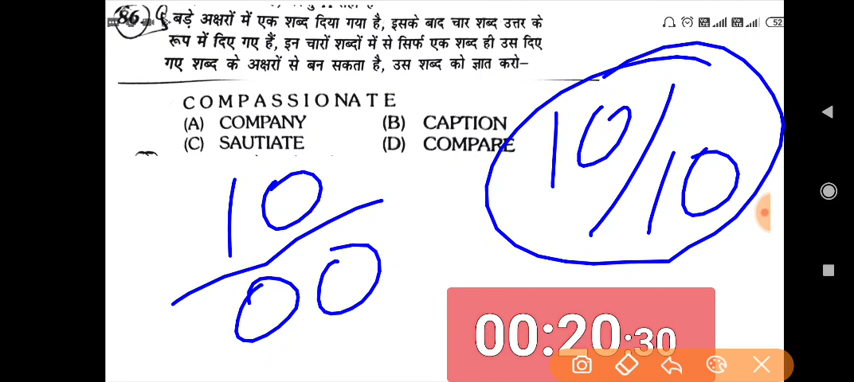 86
बड़े अक्षरों में एक शब्द दिया गया है, इसके बाद चार शब्द उत्तर के
रूप में दिए गए हैं, इन चारों शब्दों में से सिर्फ एक शब्द ही उस दिए
गए शब्द के अक्षरों से बन सकता है, उस शब्द को ज्ञात करो–
COMPASSIONATE
(A) COMPANY (B) CAPTION
(C) SAUTIATE (D) COMPARE
10/10
10
00
00:20.30
52